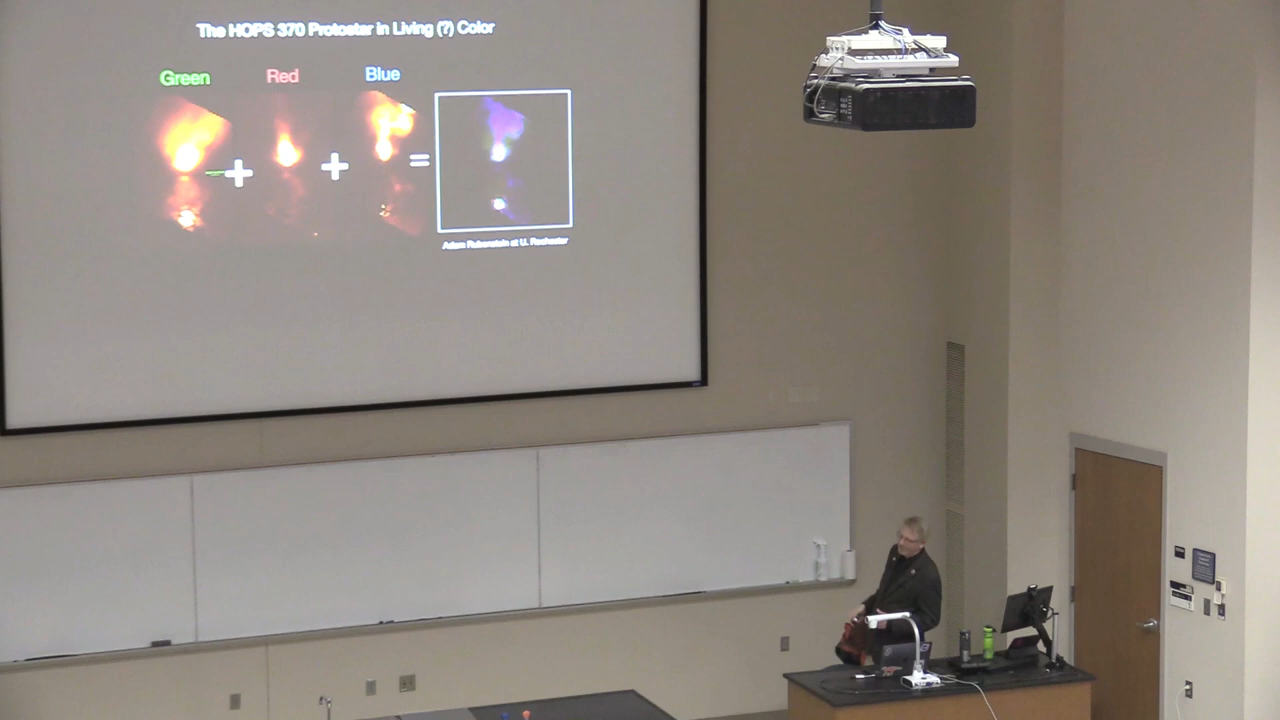 The HOPS 370 Protostar in Living (?) Color
Green Red Blue
+ + =
Adam Rubenstein at U. Rochester